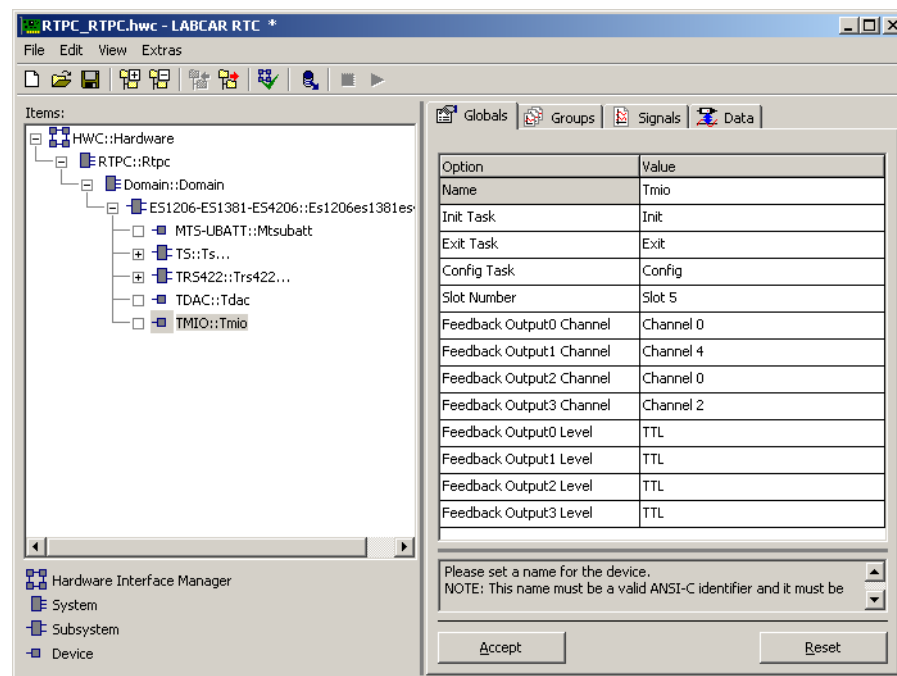 RTPC_RTPC.hwc - LABCAR RTC *
File Edit View Extras
Items:
HWC::Hardware
RTPC::Rtpc
Domain::Domain
ES1206-ES1381-ES4206::Es1206es1381es
MTS-UBATT::Mtsubatt
TS::Ts...
TRS422::Trs422...
TDAC::Tdac
TMIO::Tmio
Hardware Interface Manager
System
Subsystem
Device
Globals Groups Signals Data
Option Value
Name Tmio
Init Task Init
Exit Task Exit
Config Task Config
Slot Number Slot 5
Feedback Output0 Channel Channel 0
Feedback Output1 Channel Channel 4
Feedback Output2 Channel Channel 0
Feedback Output3 Channel Channel 2
Feedback Output0 Level TTL
Feedback Output1 Level TTL
Feedback Output2 Level TTL
Feedback Output3 Level TTL
Please set a name for the device.
NOTE: This name must be a valid ANSI-C identifier and it must be
Accept Reset